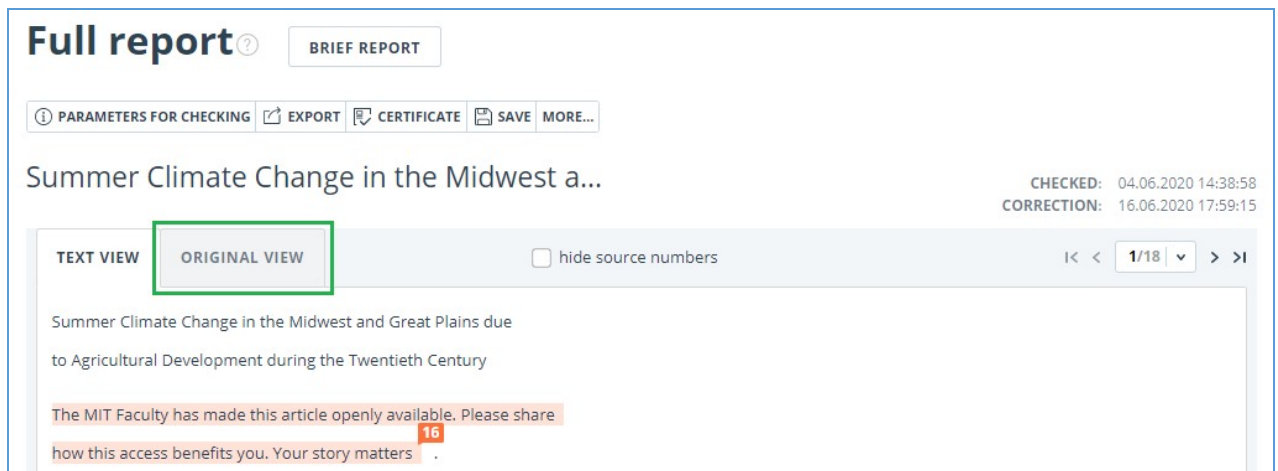 Full report ?
BRIEF REPORT
PARAMETERS FOR CHECKING EXPORT CERTIFICATE SAVE MORE...
Summer Climate Change in the Midwest a...
CHECKED: 04.06.2020 14:38:58
CORRECTION: 16.06.2020 17:59:15
TEXT VIEW ORIGINAL VIEW hide source numbers 1/18
Summer Climate Change in the Midwest and Great Plains due
to Agricultural Development during the Twentieth Century
The MIT Faculty has made this article openly available. Please share
how this access benefits you. Your story matters 16 .